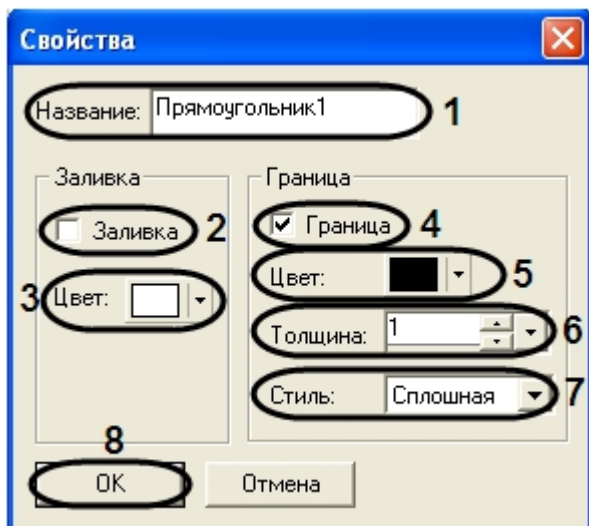 Свойства
Название: Прямоугольник1 1
Заливка
Заливка 2
3 Цвет:
Граница
Граница 4
Цвет: 5
Толщина: 1 6
Стиль: Сплошная 7
8
OK Отмена